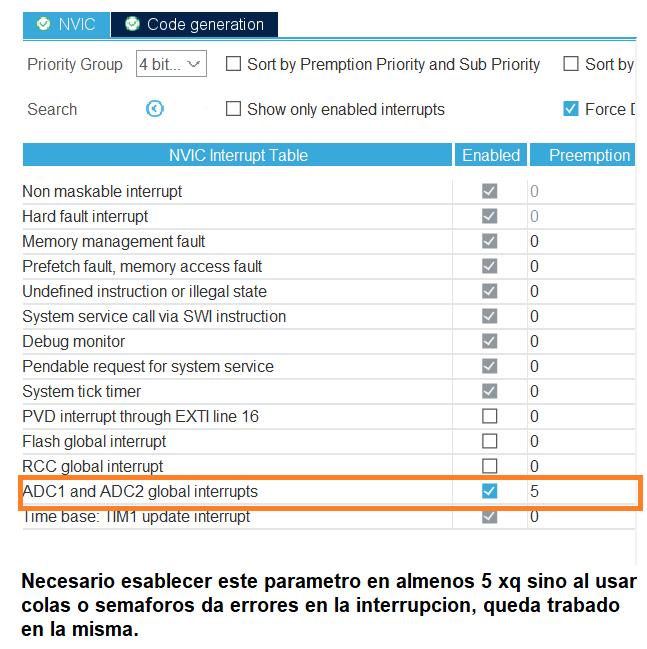 NVIC Code generation
Priority Group 4 bit... Sort by Premption Priority and Sub Priority Sort by
Search Show only enabled interrupts Force D
NVIC Interrupt Table Enabled Preemption
Non maskable interrupt 0
Hard fault interrupt 0
Memory management fault 0
Prefetch fault, memory access fault 0
Undefined instruction or illegal state 0
System service call via SWI instruction 0
Debug monitor 0
Pendable request for system service 0
System tick timer 0
PVD interrupt through EXTI line 16 0
Flash global interrupt 0
RCC global interrupt 0
ADC1 and ADC2 global interrupts 5
Time base: TIM1 update interrupt 0
Necesario esablecer este parametro en almenos 5 xq sino al usar
colas o semaforos da errores en la interrupcion, queda trabado
en la misma.